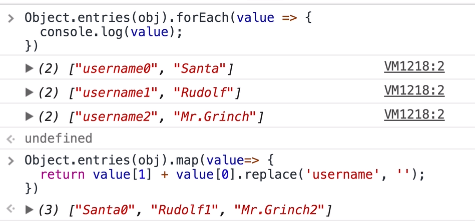 > Object.entries(obj).forEach(value => {
console.log(value);
})
▶ (2) ["username0", "Santa"] VM1218:2
▶ (2) ["username1", "Rudolf"] VM1218:2
▶ (2) ["username2", "Mr.Grinch"] VM1218:2
undefined
> Object.entries(obj).map(value=> {
return value[1] + value[0].replace('username', '');
})
▶ (3) ["Santa0", "Rudolf1", "Mr.Grinch2"]